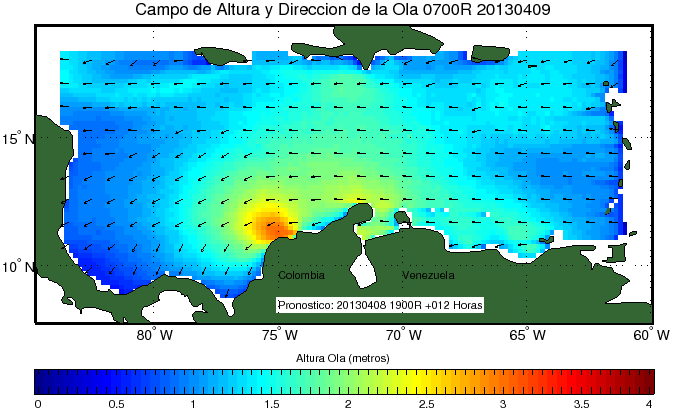 Campo de Altura y Direccion de la Ola 0700R 20130409
15° N
10° N
Colombia
Venezuela
Pronostico: 20130408 1900R +012 Horas
80° W
75° W
70° W
65° W
60° W
Altura Ola (metros)
0 0.5 1 1.5 2 2.5 3 3.5 4